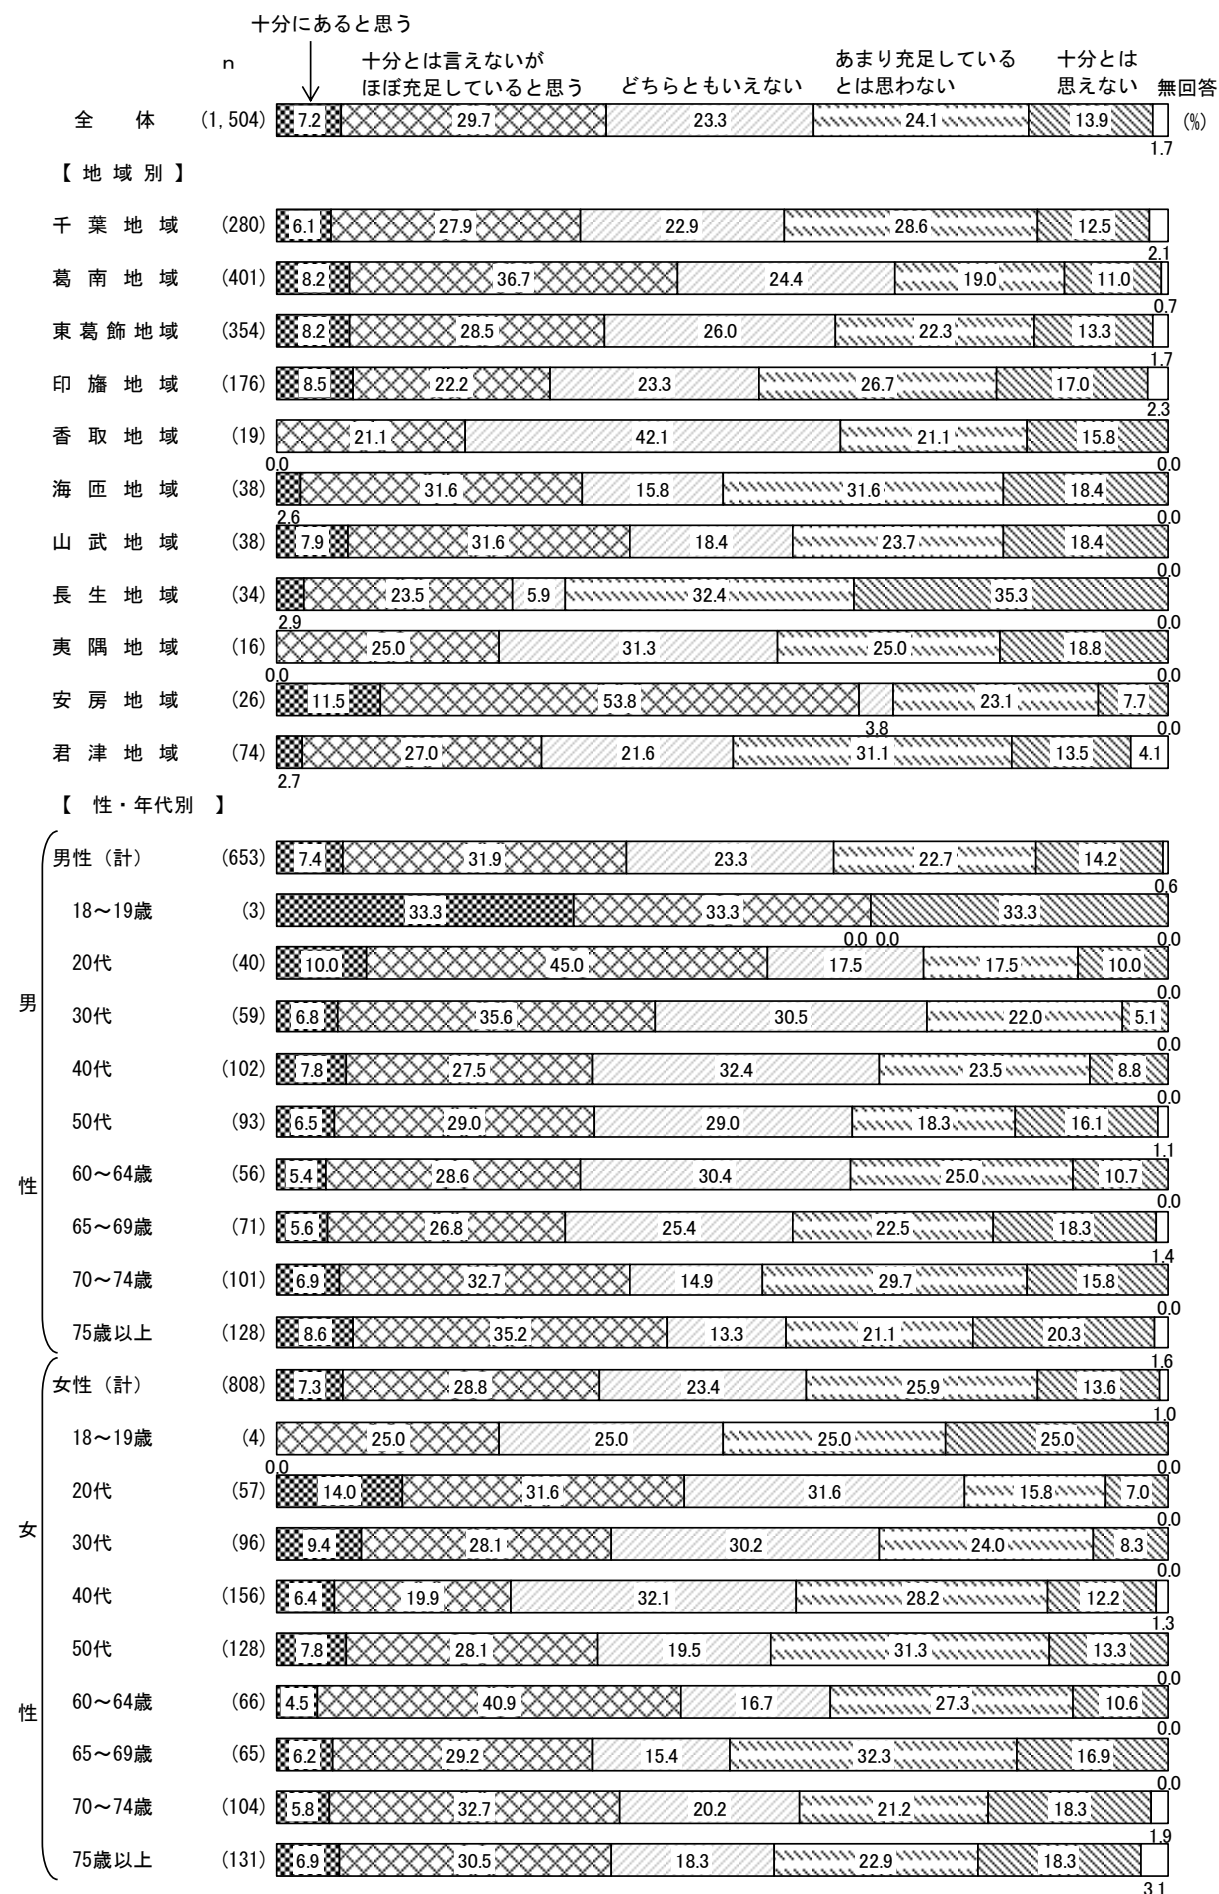 十分にあると思う
n
十分とは言えないが
ほぼ充足していると思う
どちらともいえない
あまり充足している
とは思わない
十分とは
思えない
無回答
全 体 (1,504) 7.2 29.7 23.3 24.1 13.9 (%)
1.7
【 地 域 別 】
千 葉 地 域 (280) 6.1 27.9 22.9 28.6 12.5
2.1
葛 南 地 域 (401) 8.2 36.7 24.4 19.0 11.0
0.7
東 葛 飾 地 域 (354) 8.2 28.5 26.0 22.3 13.3
1.7
印 旛 地 域 (176) 8.5 22.2 23.3 26.7 17.0
2.3
香 取 地 域 (19) 21.1 42.1 21.1 15.8
0.0 0.0
海 匝 地 域 (38) 31.6 15.8 31.6 18.4
2.6 0.0
山 武 地 域 (38) 7.9 31.6 18.4 23.7 18.4
0.0
長 生 地 域 (34) 23.5 5.9 32.4 35.3
2.9 0.0
夷 隅 地 域 (16) 25.0 31.3 25.0 18.8
0.0 0.0
安 房 地 域 (26) 11.5 53.8 23.1 7.7
3.8 0.0
君 津 地 域 (74) 27.0 21.6 31.1 13.5 4.1
2.7
【 性・年代別 】
男性（計） (653) 7.4 31.9 23.3 22.7 14.2
0.6
18～19歳 (3) 33.3 33.3 33.3
0.0 0.0 0.0
20代 (40) 10.0 45.0 17.5 17.5 10.0
0.0
男
30代 (59) 6.8 35.6 30.5 22.0 5.1
0.0
40代 (102) 7.8 27.5 32.4 23.5 8.8
0.0
50代 (93) 6.5 29.0 29.0 18.3 16.1
1.1
性
60～64歳 (56) 5.4 28.6 30.4 25.0 10.7
0.0
65～69歳 (71) 5.6 26.8 25.4 22.5 18.3
1.4
70～74歳 (101) 6.9 32.7 14.9 29.7 15.8
0.0
75歳以上 (128) 8.6 35.2 13.3 21.1 20.3
1.6
女性（計） (808) 7.3 28.8 23.4 25.9 13.6
1.0
18～19歳 (4) 25.0 25.0 25.0 25.0
0.0 0.0
20代 (57) 14.0 31.6 31.6 15.8 7.0
0.0
女
30代 (96) 9.4 28.1 30.2 24.0 8.3
0.0
40代 (156) 6.4 19.9 32.1 28.2 12.2
1.3
50代 (128) 7.8 28.1 19.5 31.3 13.3
0.0
性
60～64歳 (66) 4.5 40.9 16.7 27.3 10.6
0.0
65～69歳 (65) 6.2 29.2 15.4 32.3 16.9
0.0
70～74歳 (104) 5.8 32.7 20.2 21.2 18.3
1.9
75歳以上 (131) 6.9 30.5 18.3 22.9 18.3
3.1